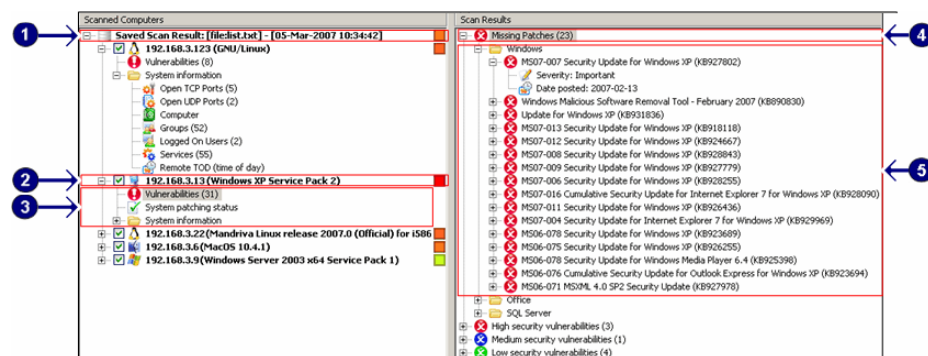 Scanned Computers
1
Saved Scan Result: [file:list.txt] - [05-Mar-2007 10:34:42]
192.168.3.123 (GNU/Linux)
Vulnerabilities (8)
System information
Open TCP Ports (5)
Open UDP Ports (2)
Computer
Groups (52)
Logged On Users (2)
Services (55)
Remote TOD (time of day)
2
192.168.3.13 (Windows XP Service Pack 2)
3
Vulnerabilities (31)
System patching status
System information
192.168.3.22 (Mandriva Linux release 2007.0 (Official) for i586
192.168.3.6 (MacOS 10.4.1)
192.168.3.9 (Windows Server 2003 x64 Service Pack 1)
Scan Results
Missing Patches (23)
4
Windows
MS07-007 Security Update for Windows XP (KB927802)
Severity: Important
Date posted: 2007-02-13
Windows Malicious Software Removal Tool - February 2007 (KB890830)
Update for Windows XP (KB931836)
MS07-013 Security Update for Windows XP (KB918118)
MS07-012 Security Update for Windows XP (KB924667)
MS07-008 Security Update for Windows XP (KB928843)
MS07-009 Security Update for Windows XP (KB927779)
5
MS07-006 Security Update for Windows XP (KB928255)
MS07-016 Cumulative Security Update for Internet Explorer 7 for Windows XP (KB928090)
MS07-011 Security Update for Windows XP (KB926436)
MS07-004 Security Update for Internet Explorer 7 for Windows XP (KB929969)
MS06-078 Security Update for Windows XP (KB923689)
MS06-075 Security Update for Windows XP (KB926255)
MS06-078 Security Update for Windows Media Player 6.4 (KB925398)
MS06-076 Cumulative Security Update for Outlook Express for Windows XP (KB923694)
MS06-071 MSXML 4.0 SP2 Security Update (KB927978)
Office
SQL Server
High security vulnerabilities (3)
Medium security vulnerabilities (1)
Low security vulnerabilities (4)